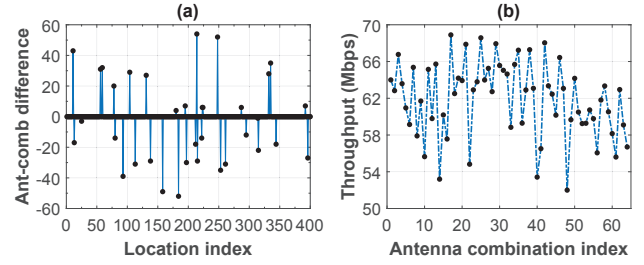 (a)
Ant-comb difference
60
40
20
0
-20
-40
-60
0 50 100 150 200 250 300 350 400
Location index
(b)
Throughput (Mbps)
70
66
62
58
54
50
0 10 20 30 40 50 60
Antenna combination index